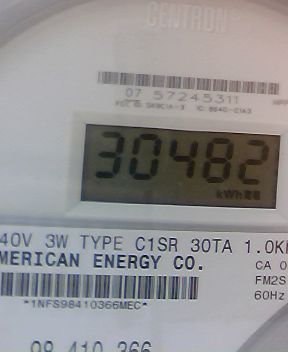 CENTRON®
07 57245311
30482
kWh
40V 3W TYPE C1SR 30TA 1.0K
MERICAN ENERGY CO.
CA 0
FM2S
60Hz
*1NFS98410366MEC*
98 410 366